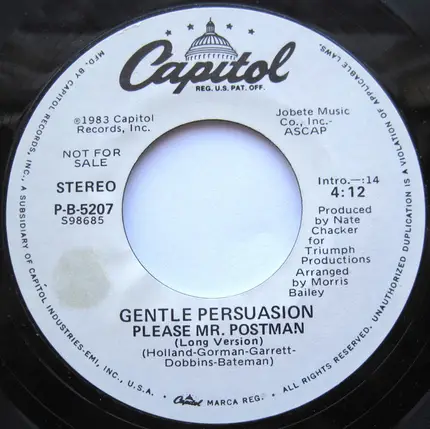 Capitol
REG. U.S. PAT. OFF.
MFD. BY CAPITOL RECORDS, INC., A SUBSIDIARY OF CAPITOL INDUSTRIES-EMI, INC., U.S.A. • Capitol MARCA REG. • ALL RIGHTS RESERVED. UNAUTHORIZED DUPLICATION IS A VIOLATION OF APPLICABLE LAWS.
℗1983 Capitol
Records, Inc.
NOT FOR
SALE
STEREO
P-B-5207
S98685
Jobete Music
Co., Inc.-
ASCAP
Intro.—:14
4:12
Produced
by Nate
Chacker
for
Triumph
Productions
Arranged
by Morris
Bailey
GENTLE PERSUASION
PLEASE MR. POSTMAN
(Long Version)
(Holland-Gorman-Garrett-
Dobbins-Bateman)